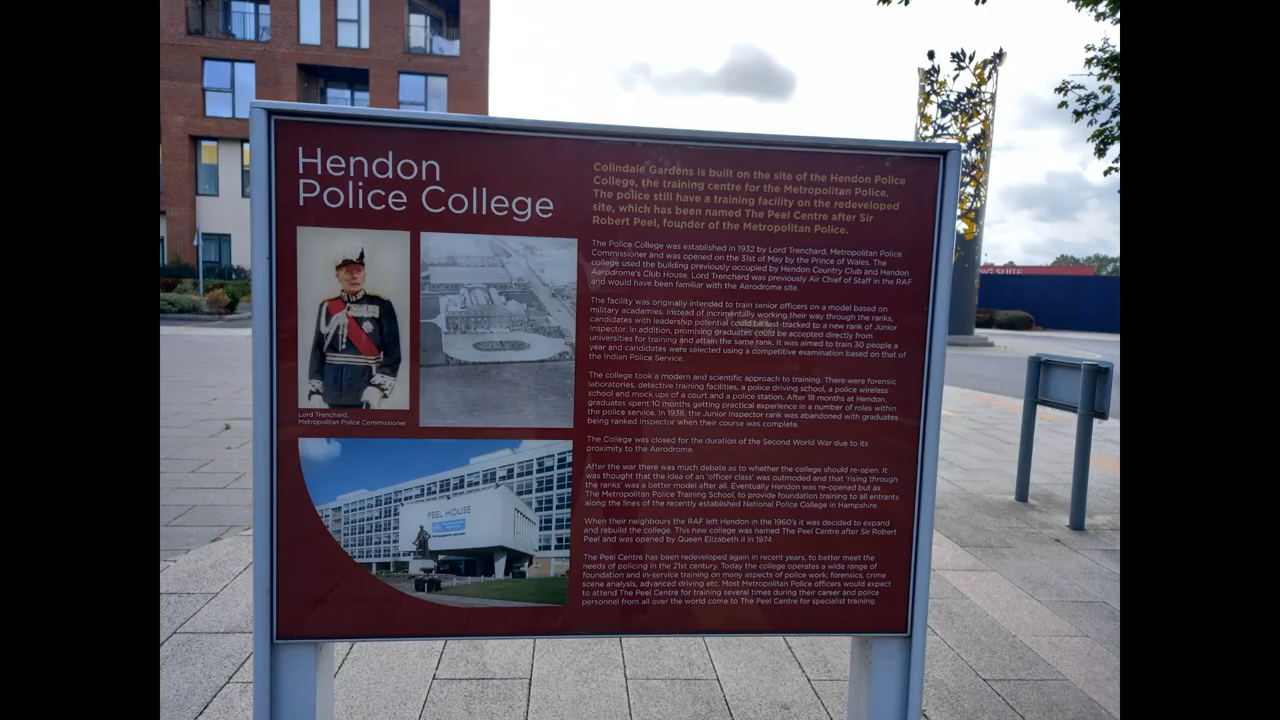 Hendon
Police College
Lord Trenchard,
Metropolitan Police Commissioner
PEEL HOUSE
Colindale Gardens is built on the site of the Hendon Police
College, the training centre for the Metropolitan Police.
The police still have a training facility on the redeveloped
site, which has been named The Peel Centre after Sir
Robert Peel, founder of the Metropolitan Police.
The Police College was established in 1932 by Lord Trenchard, Metropolitan Police
Commissioner and was opened on the 31st of May by the Prince of Wales. The
college used the building previously occupied by Hendon Country Club and Hendon
Aerodrome's Club House. Lord Trenchard was previously Air Chief of Staff in the RAF
and would have been familiar with the Aerodrome site.
The facility was originally intended to train senior officers on a model based on
military acadamies. Instead of incrementally working their way through the ranks,
candidates with leadership potential could be fast-tracked to a new rank of Junior
Inspector. In addition, promising graduates could be accepted directly from
universities for training and attain the same rank. It was aimed to train 30 people a
year and candidates were selected using a competitive examination based on that of
the Indian Police Service.
The college took a modern and scientific approach to training. There were forensic
laboratories, detective training facilities, a police driving school, a police wireless
school and mock ups of a court and a police station. After 18 months at Hendon,
graduates spent 10 months getting practical experience in a number of roles within
the police service. In 1938, the Junior Inspector rank was abandoned with graduates
being ranked Inspector when their course was complete.
The College was closed for the duration of the Second World War due to its
proximity to the Aerodrome.
After the war there was much debate as to whether the college should re-open. It
was thought that the idea of an 'officer class' was outmoded and that 'rising through
the ranks' was a better model after all. Eventually Hendon was re-opened but as
The Metropolitan Police Training School, to provide foundation training to all entrants
along the lines of the recently established National Police College in Hampshire.
When their neighbours the RAF left Hendon in the 1960's it was decided to expand
and rebuild the college. This new college was named The Peel Centre after Sir Robert
Peel and was opened by Queen Elizabeth II in 1974.
The Peel Centre has been redeveloped again in recent years, to better meet the
needs of policing in the 21st century. Today the college operates a wide range of
foundation and in-service training on many aspects of police work; forensics, crime
scene analysis, advanced driving etc. Most Metropolitan Police officers would expect
to attend The Peel Centre for training several times during their career and police
personnel from all over the world come to The Peel Centre for specialist training.
SUITE